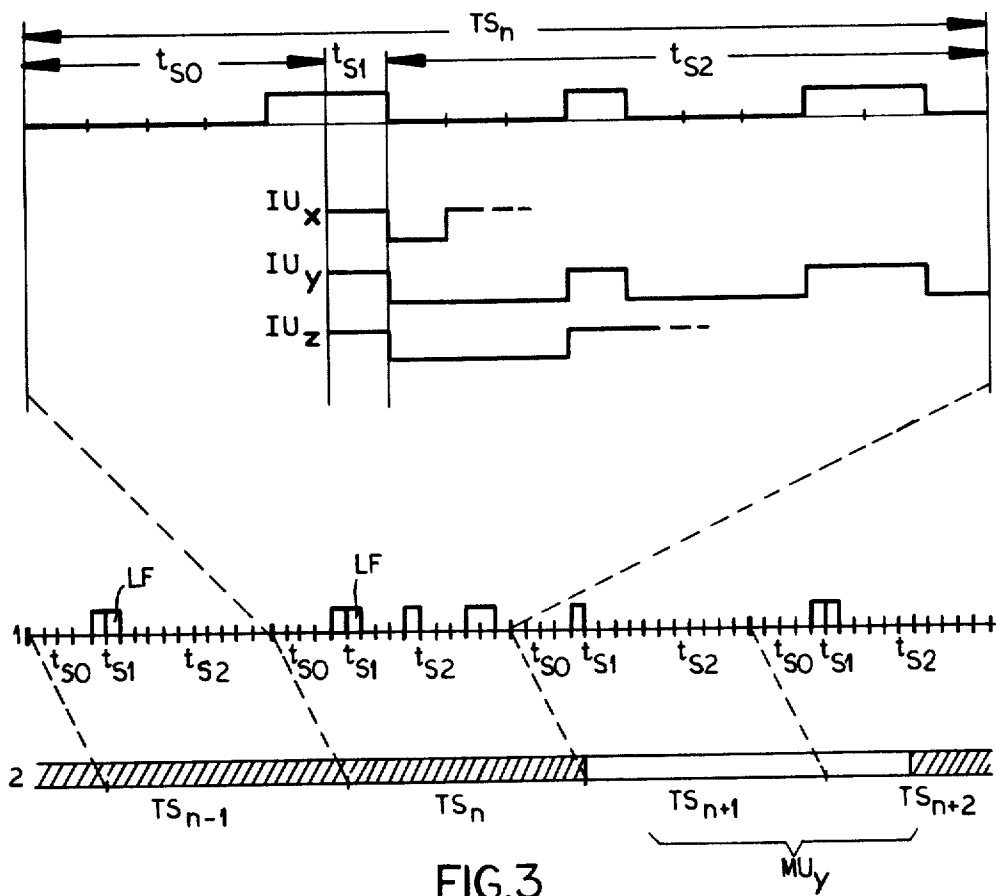 TSn
tS0 tS1 tS2
IUx
IUy
IUz
LF LF
1
tS0 tS1 tS2 tS0 tS1 tS2 tS0 tS1 tS2 tS0 tS1 tS2
2
TSn-1 TSn TSn+1 TSn+2
MUy
FIG.3